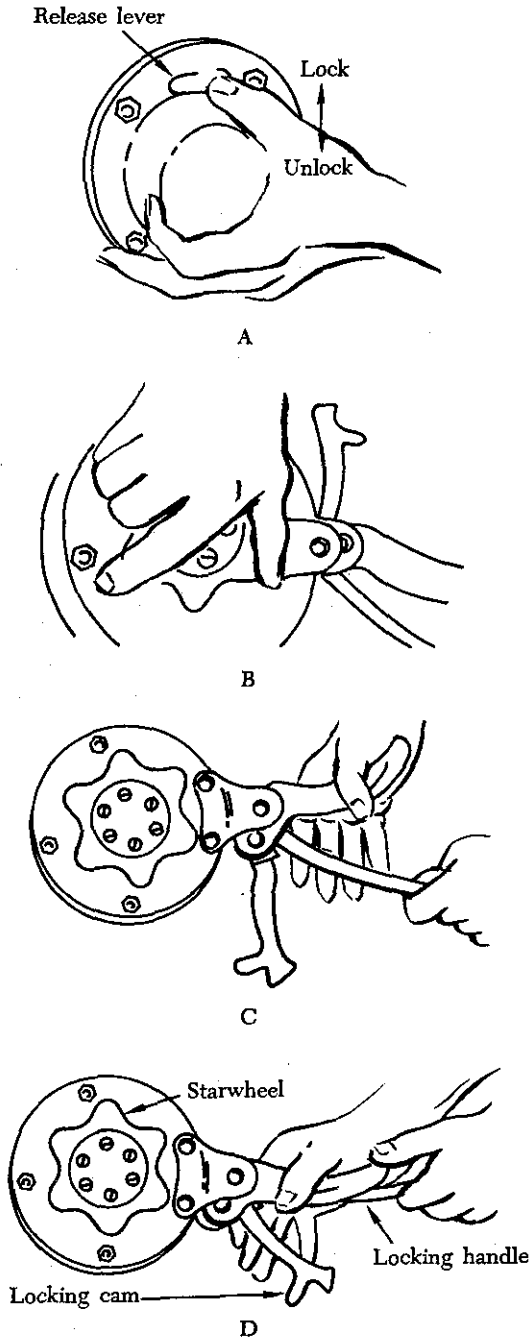 Release lever
Lock
Unlock
A
B
C
Starwheel
Locking handle
Locking cam
D